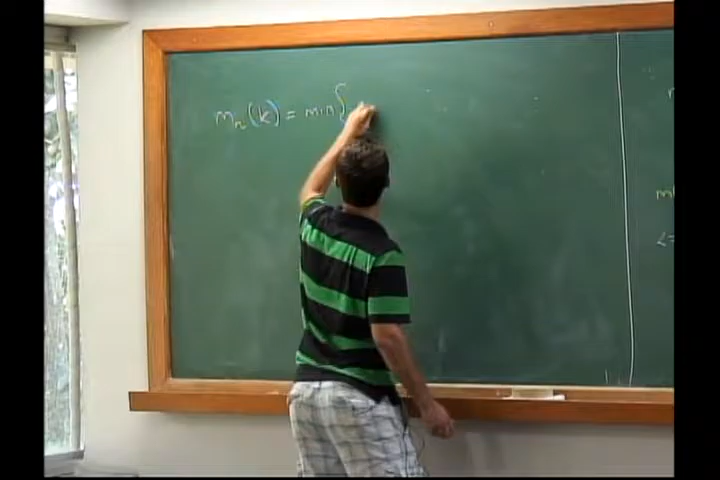 m_n(k) = min {